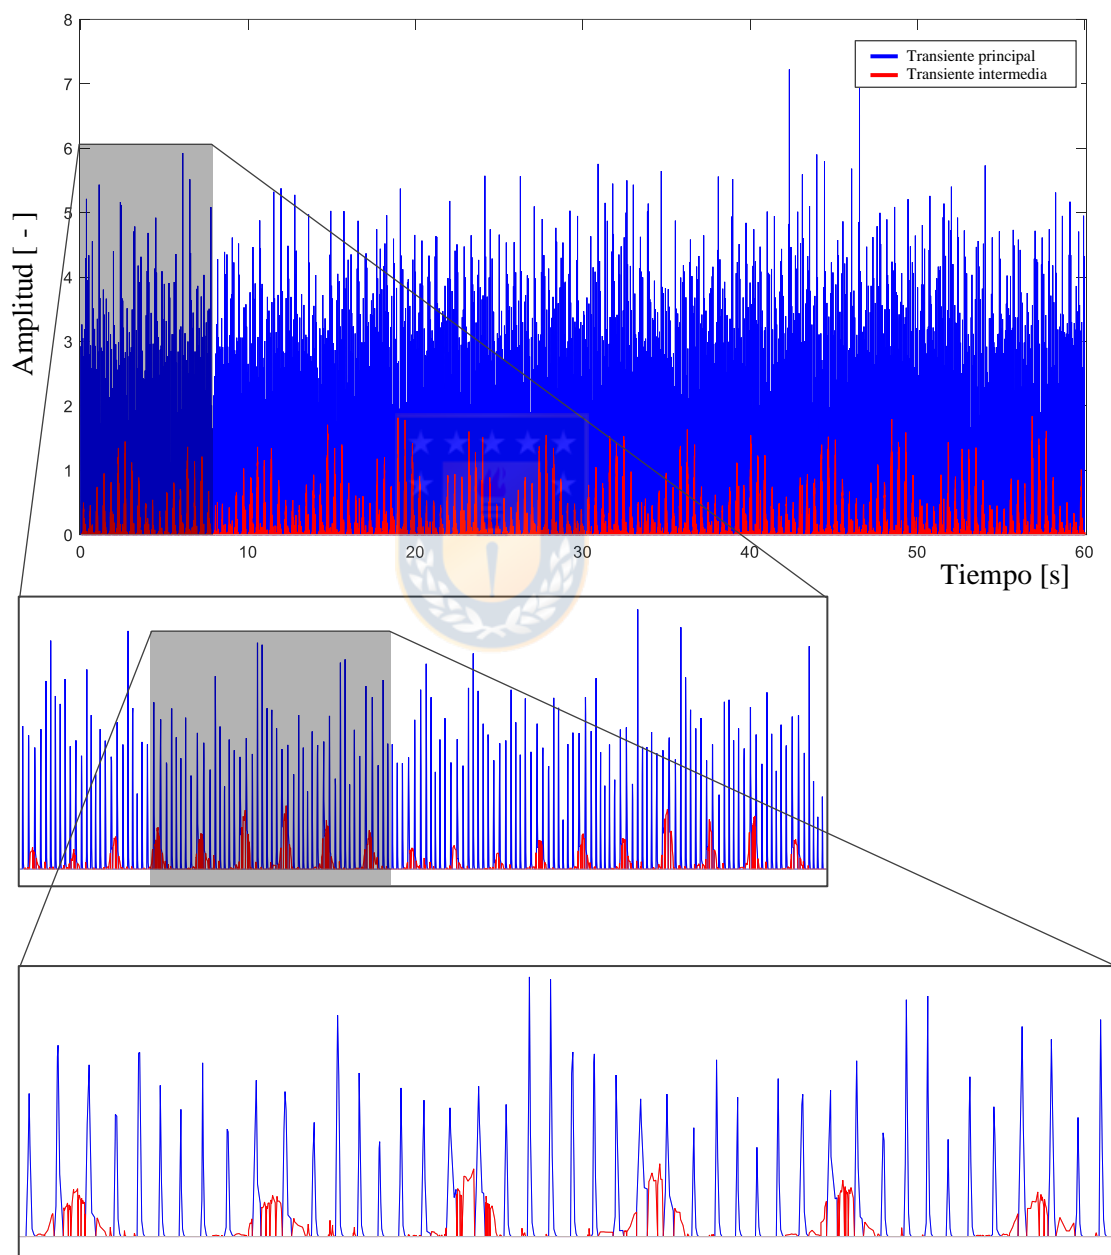 8
Transiente principal
Transiente intermedia
7
6
5
4
3
2
1
0
Amplitud [ - ]
0 10 20 30 40 50 60
Tiempo [s]